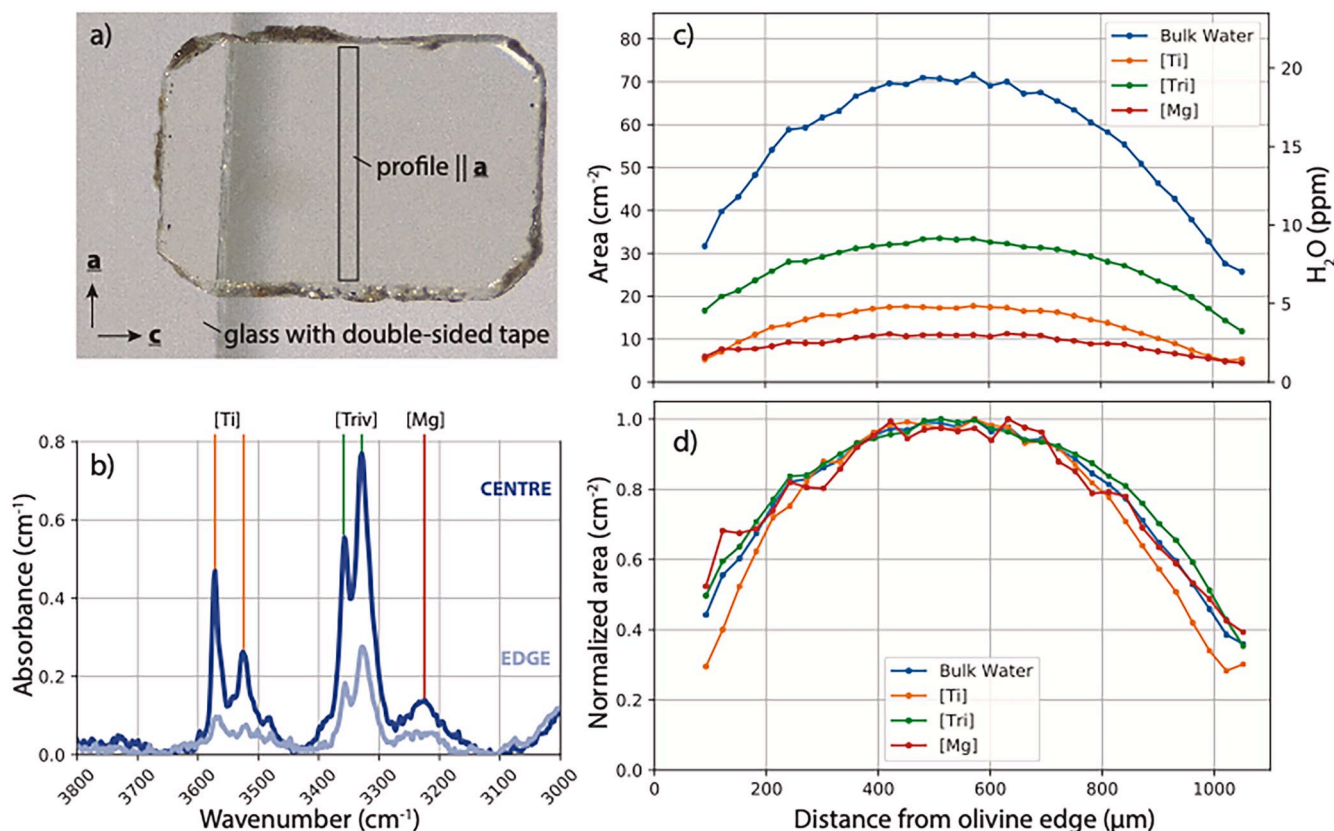 a)
profile || a
a
c
glass with double-sided tape
b)
[Ti]
[Triv]
[Mg]
0.8
0.6
0.4
0.2
0.0
Absorbance (cm-1)
CENTRE
EDGE
3800
3700
3600
3500
3400
3300
3200
3100
3000
Wavenumber (cm-1)
c)
80
70
60
50
40
30
20
10
0
Area (cm-2)
Bulk Water
[Ti]
[Tri]
[Mg]
20
15
10
5
0
H2O (ppm)
d)
1.0
0.8
0.6
0.4
0.2
0.0
Normalized area (cm-2)
Bulk Water
[Ti]
[Tri]
[Mg]
0
200
400
600
800
1000
Distance from olivine edge (μm)